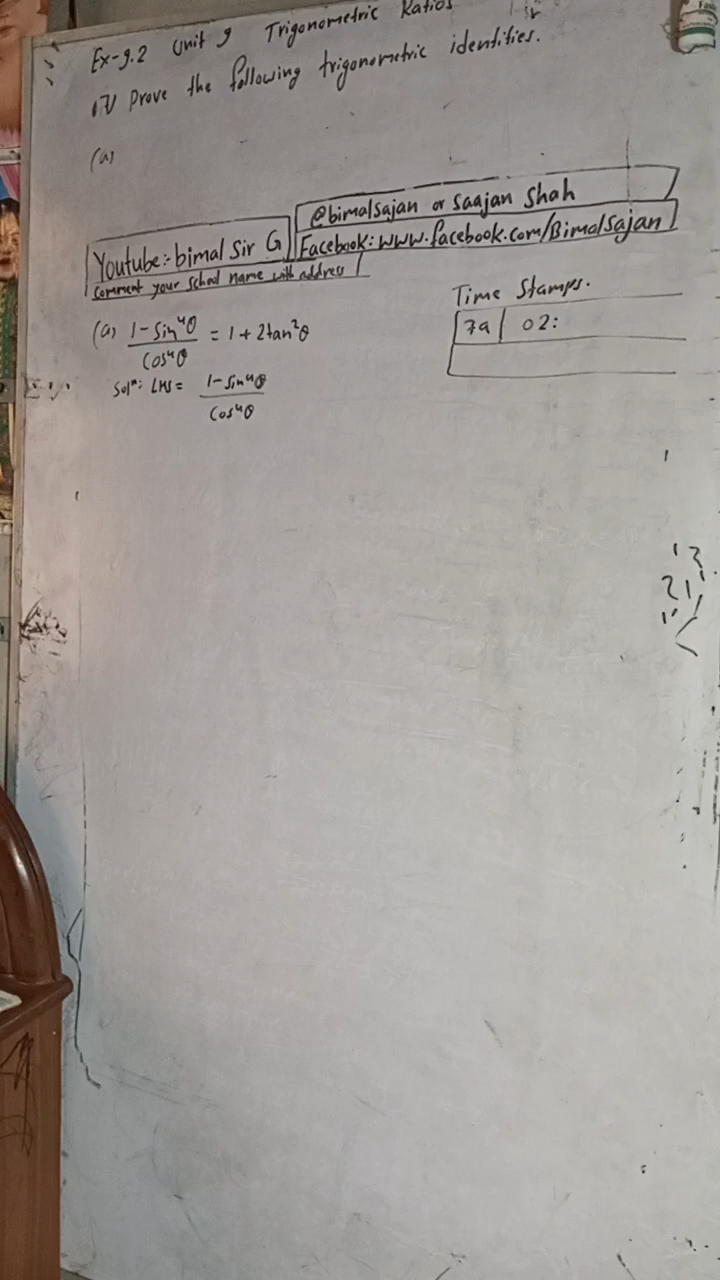 Ex-9.2 Unit 9 Trigonometric Ratios
Prove the following trigonometric identities.
(a)
@bimalsajan or Saajan Shah
Youtube:- bimal Sir G
Facebook: www.facebook.com/Bimalsajan
Comment your School name with address
Time Stamps.
7a 02:
(a) 1-Sin⁴θ / Cos⁴θ = 1 + 2tan²θ
Solⁿ: LHS = 1-Sin⁴θ / Cos⁴θ